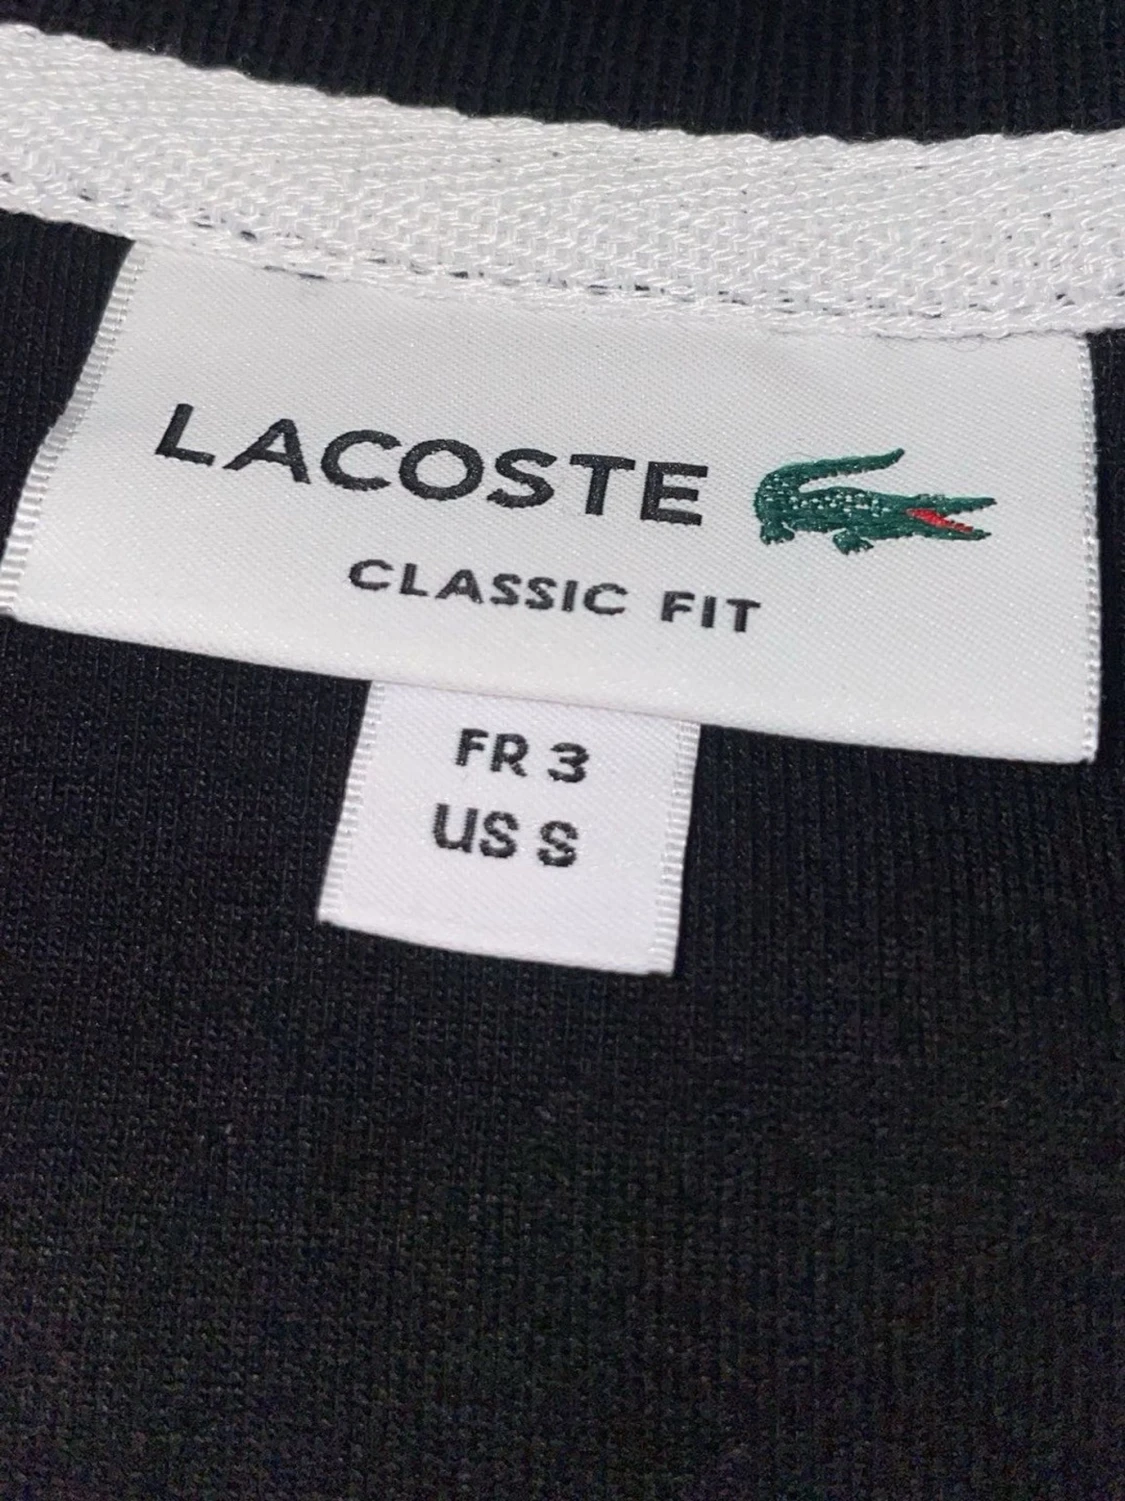 LACOSTE
CLASSIC FIT
FR 3
US S